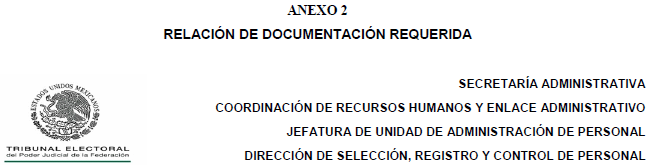 ANEXO 2
RELACIÓN DE DOCUMENTACIÓN REQUERIDA
ESTADOS UNIDOS MEXICANOS
TRIBUNAL ELECTORAL
del Poder Judicial de la Federación
SECRETARÍA ADMINISTRATIVA
COORDINACIÓN DE RECURSOS HUMANOS Y ENLACE ADMINISTRATIVO
JEFATURA DE UNIDAD DE ADMINISTRACIÓN DE PERSONAL
DIRECCIÓN DE SELECCIÓN, REGISTRO Y CONTROL DE PERSONAL